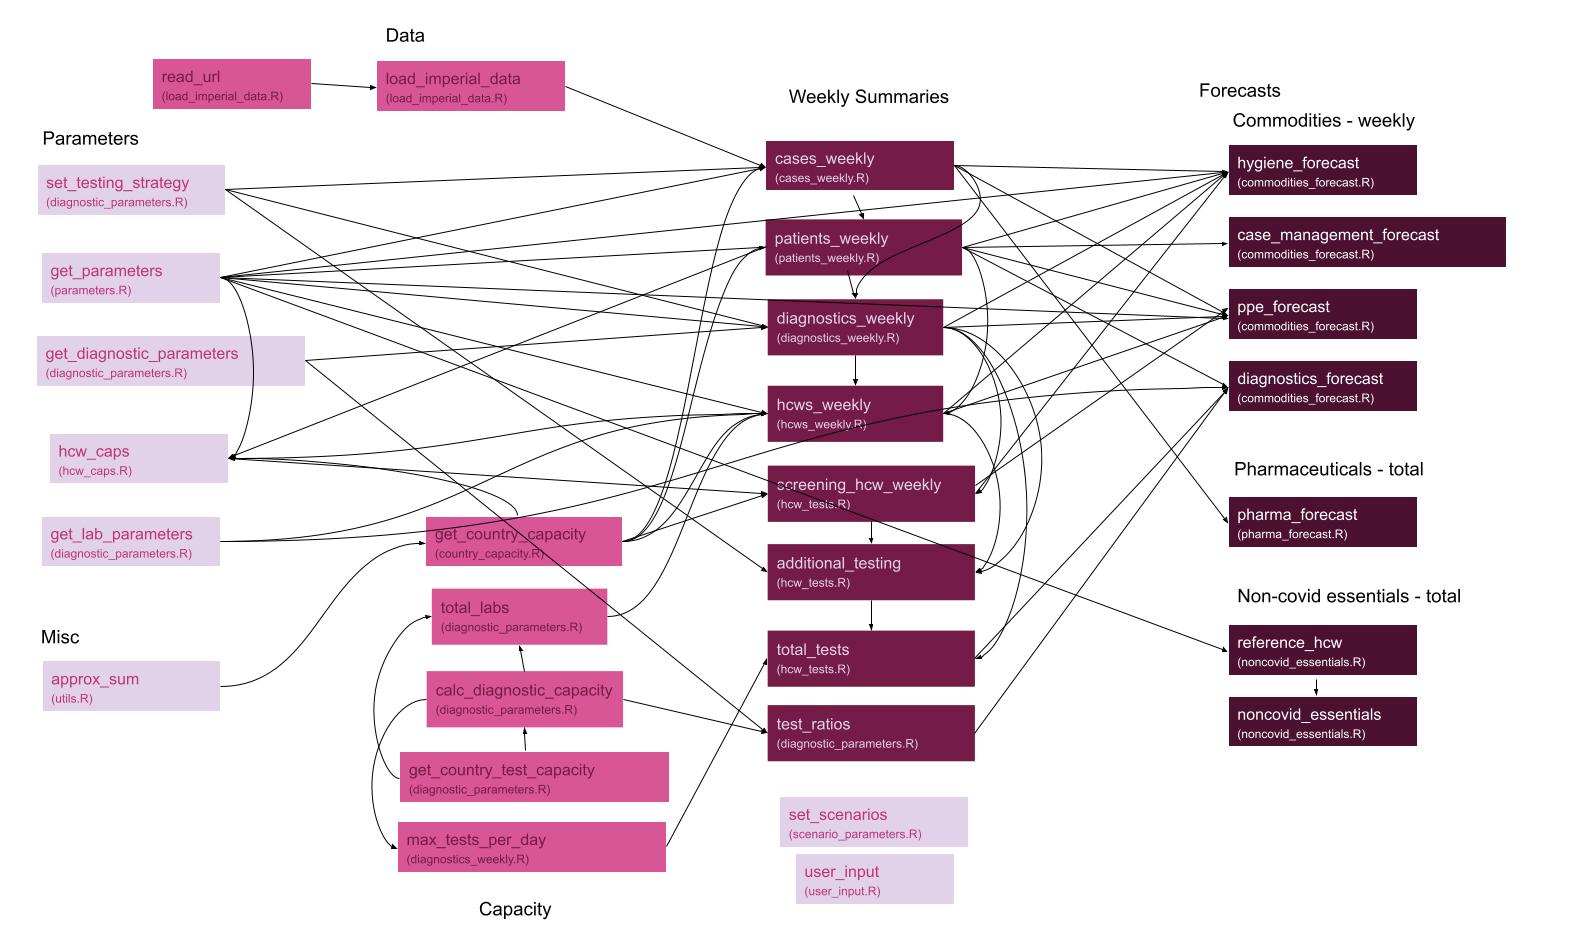 Data
read_url
(load_imperial_data.R)
load_imperial_data
(load_imperial_data.R)
Parameters
set_testing_strategy
(diagnostic_parameters.R)
get_parameters
(parameters.R)
get_diagnostic_parameters
(diagnostic_parameters.R)
hcw_caps
(hcw_caps.R)
get_lab_parameters
(diagnostic_parameters.R)
Misc
approx_sum
(utils.R)
get_country_capacity
(country_capacity.R)
total_labs
(diagnostic_parameters.R)
calc_diagnostic_capacity
(diagnostic_parameters.R)
get_country_test_capacity
(diagnostic_parameters.R)
max_tests_per_day
(diagnostics_weekly.R)
Capacity
Weekly Summaries
cases_weekly
(cases_weekly.R)
patients_weekly
(patients_weekly.R)
diagnostics_weekly
(diagnostics_weekly.R)
hcws_weekly
(hcws_weekly.R)
screening_hcw_weekly
(hcw_tests.R)
additional_testing
(hcw_tests.R)
total_tests
(hcw_tests.R)
test_ratios
(diagnostic_parameters.R)
set_scenarios
(scenario_parameters.R)
user_input
(user_input.R)
Forecasts
Commodities - weekly
hygiene_forecast
(commodities_forecast.R)
case_management_forecast
(commodities_forecast.R)
ppe_forecast
(commodities_forecast.R)
diagnostics_forecast
(commodities_forecast.R)
Pharmaceuticals - total
pharma_forecast
(pharma_forecast.R)
Non-covid essentials - total
reference_hcw
(noncovid_essentials.R)
noncovid_essentials
(noncovid_essentials.R)